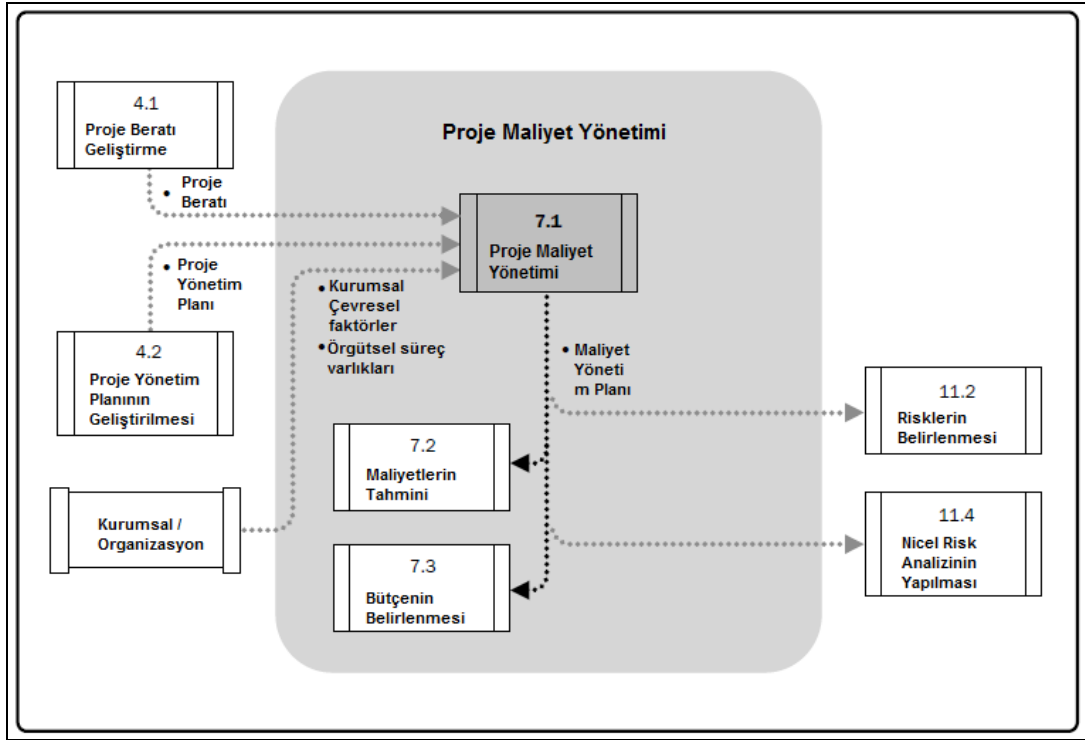 Proje Maliyet Yönetimi
4.1
Proje Beratı
Geliştirme
• Proje
Beratı
7.1
Proje Maliyet
Yönetimi
• Proje
Yönetim
Planı
• Kurumsal
Çevresel
faktörler
• Örgütsel süreç
varlıkları
4.2
Proje Yönetim
Planının
Geliştirilmesi
• Maliyet
Yöneti
m Planı
11.2
Risklerin
Belirlenmesi
7.2
Maliyetlerin
Tahmini
Kurumsal /
Organizasyon
11.4
Nicel Risk
Analizinin
Yapılması
7.3
Bütçenin
Belirlenmesi